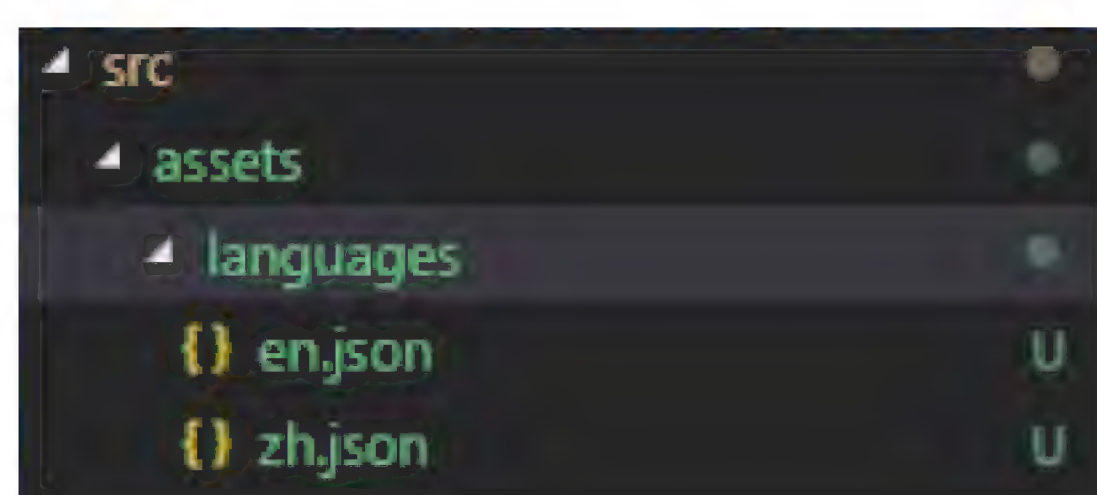 src
assets
languages
{} en.json U
{} zh.json U